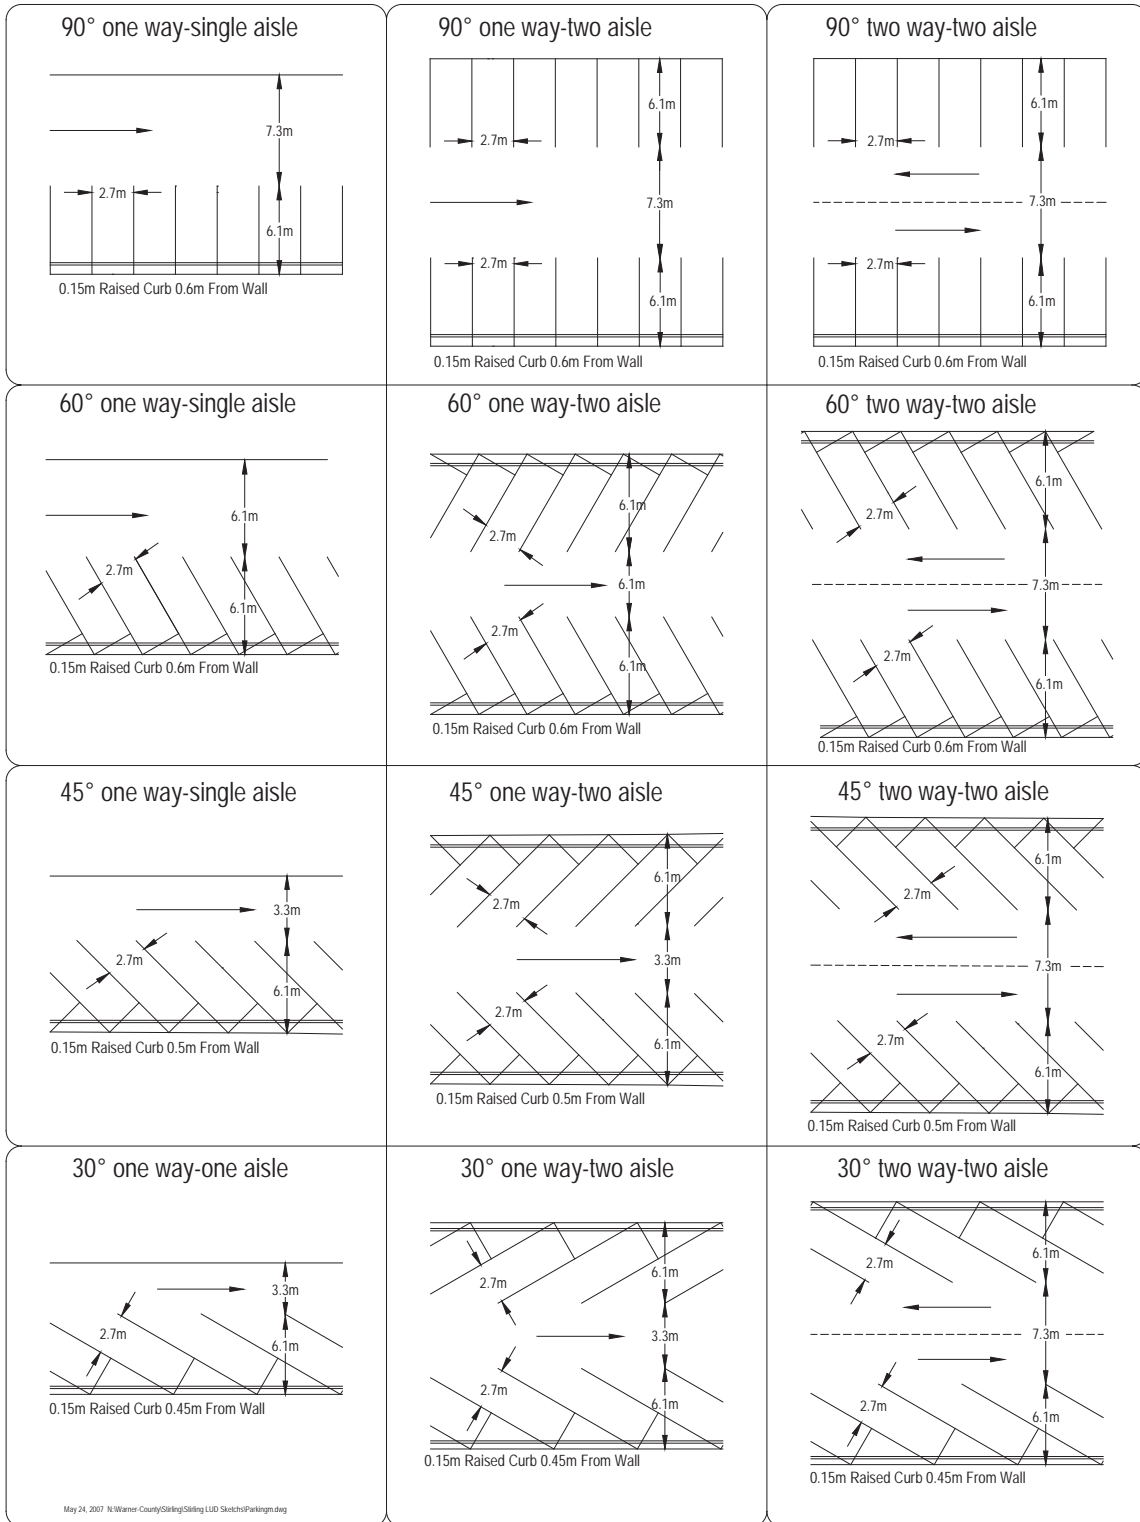 90° one way-single aisle
7.3m
2.7m
6.1m
0.15m Raised Curb 0.6m From Wall
90° one way-two aisle
6.1m
2.7m
7.3m
2.7m
6.1m
0.15m Raised Curb 0.6m From Wall
90° two way-two aisle
6.1m
2.7m
7.3m
2.7m
6.1m
0.15m Raised Curb 0.6m From Wall
60° one way-single aisle
6.1m
2.7m
6.1m
0.15m Raised Curb 0.6m From Wall
60° one way-two aisle
6.1m
2.7m
6.1m
2.7m
6.1m
0.15m Raised Curb 0.6m From Wall
60° two way-two aisle
6.1m
2.7m
7.3m
2.7m
6.1m
0.15m Raised Curb 0.6m From Wall
45° one way-single aisle
3.3m
2.7m
6.1m
0.15m Raised Curb 0.5m From Wall
45° one way-two aisle
6.1m
2.7m
3.3m
2.7m
6.1m
0.15m Raised Curb 0.5m From Wall
45° two way-two aisle
6.1m
2.7m
7.3m
2.7m
6.1m
0.15m Raised Curb 0.5m From Wall
30° one way-one aisle
3.3m
2.7m
6.1m
0.15m Raised Curb 0.45m From Wall
30° one way-two aisle
6.1m
2.7m
3.3m
2.7m
6.1m
0.15m Raised Curb 0.45m From Wall
30° two way-two aisle
6.1m
2.7m
7.3m
2.7m
6.1m
0.15m Raised Curb 0.45m From Wall
May 24, 2007 N:\Warner-County\Stirling\Stirling LUD Sketchs\Parkingm.dwg